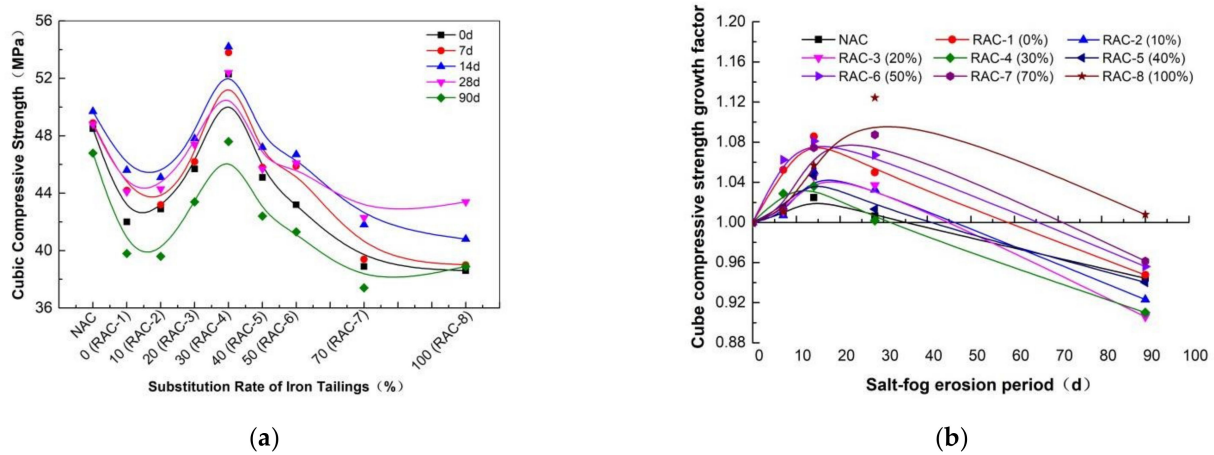 56
52
48
44
40
36
Cubic Compressive Strength（MPa）
0d
7d
14d
28d
90d
NAC
0 (RAC-1)
10 (RAC-2)
20 (RAC-3)
30 (RAC-4)
40 (RAC-5)
50 (RAC-6)
70 (RAC-7)
100 (RAC-8)
Substitution Rate of Iron Tailings（%）
(a)
1.20
1.16
1.12
1.08
1.04
1.00
0.96
0.92
0.88
Cube compressive strength growth factor
NAC RAC-1 (0%) RAC-2 (10%)
RAC-3 (20%) RAC-4 (30%) RAC-5 (40%)
RAC-6 (50%) RAC-7 (70%) RAC-8 (100%)
0 10 20 30 40 50 60 70 80 90 100
Salt-fog erosion period（d）
(b)